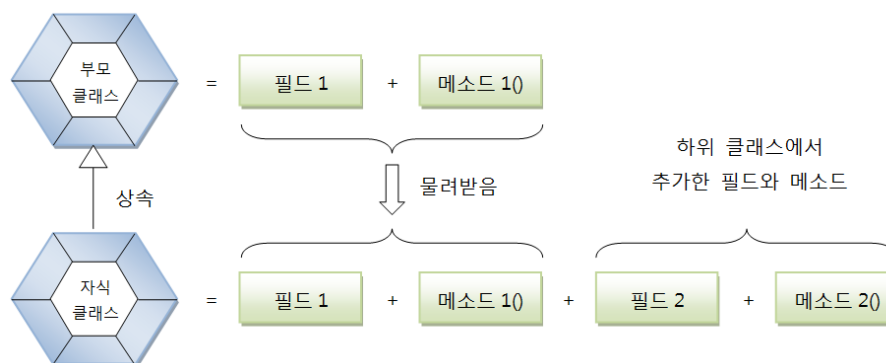 부모
클래스
=
필드 1
+
메소드 1()
하위 클래스에서
추가한 필드와 메소드
상속
물려받음
자식
클래스
=
필드 1
+
메소드 1()
+
필드 2
+
메소드 2()